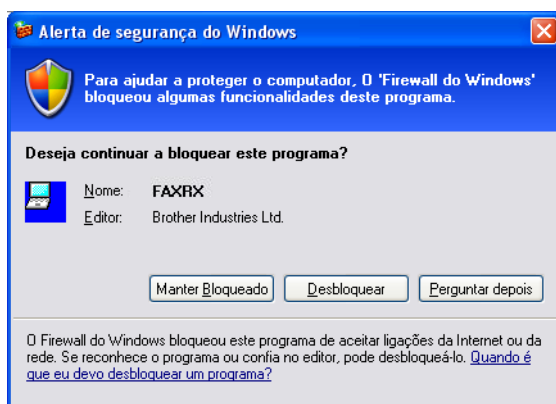 Alerta de segurança do Windows
Para ajudar a proteger o computador, O 'Firewall do Windows'
bloqueou algumas funcionalidades deste programa.
Deseja continuar a bloquear este programa?
Nome: FAXRX
Editor: Brother Industries Ltd.
Manter Bloqueado Desbloquear Perguntar depois
O Firewall do Windows bloqueou este programa de aceitar ligações da Internet ou da
rede. Se reconhece o programa ou confia no editor, pode desbloqueá-lo. Quando é
que eu devo desbloquear um programa?